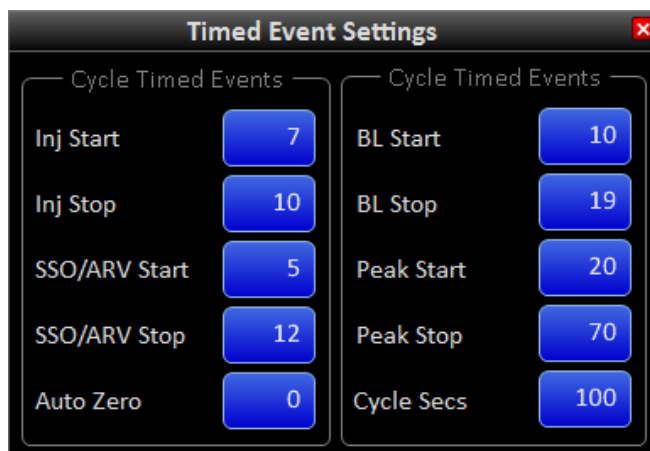 Timed Event Settings
Cycle Timed Events
Inj Start 7
Inj Stop 10
SSO/ARV Start 5
SSO/ARV Stop 12
Auto Zero 0
Cycle Timed Events
BL Start 10
BL Stop 19
Peak Start 20
Peak Stop 70
Cycle Secs 100